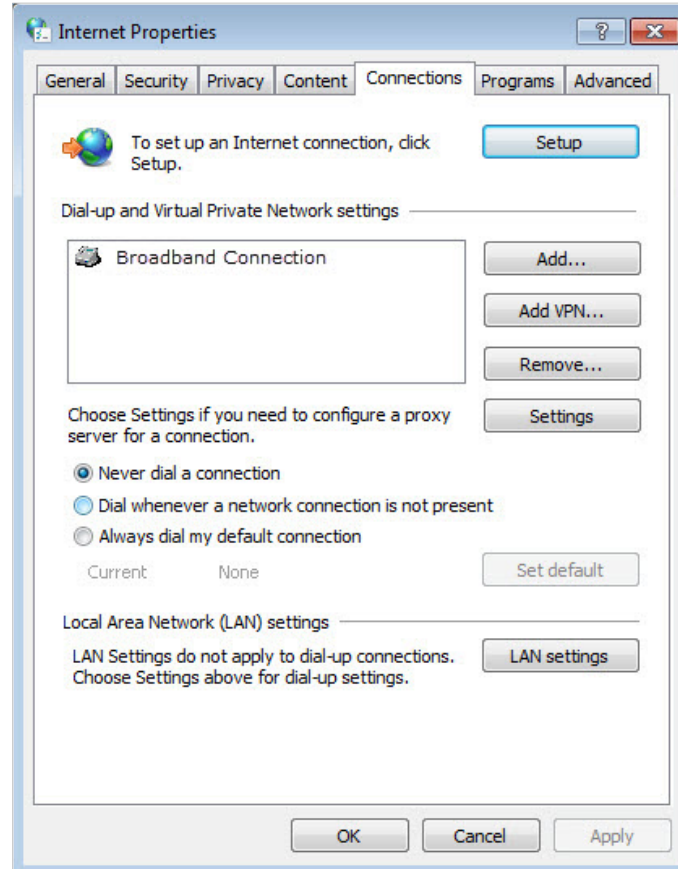 Internet Properties
General Security Privacy Content Connections Programs Advanced
To set up an Internet connection, click
Setup.
Setup
Dial-up and Virtual Private Network settings
Broadband Connection
Add...
Add VPN...
Remove...
Choose Settings if you need to configure a proxy
server for a connection.
Settings
Never dial a connection
Dial whenever a network connection is not present
Always dial my default connection
Current None
Set default
Local Area Network (LAN) settings
LAN Settings do not apply to dial-up connections.
Choose Settings above for dial-up settings.
LAN settings
OK Cancel Apply